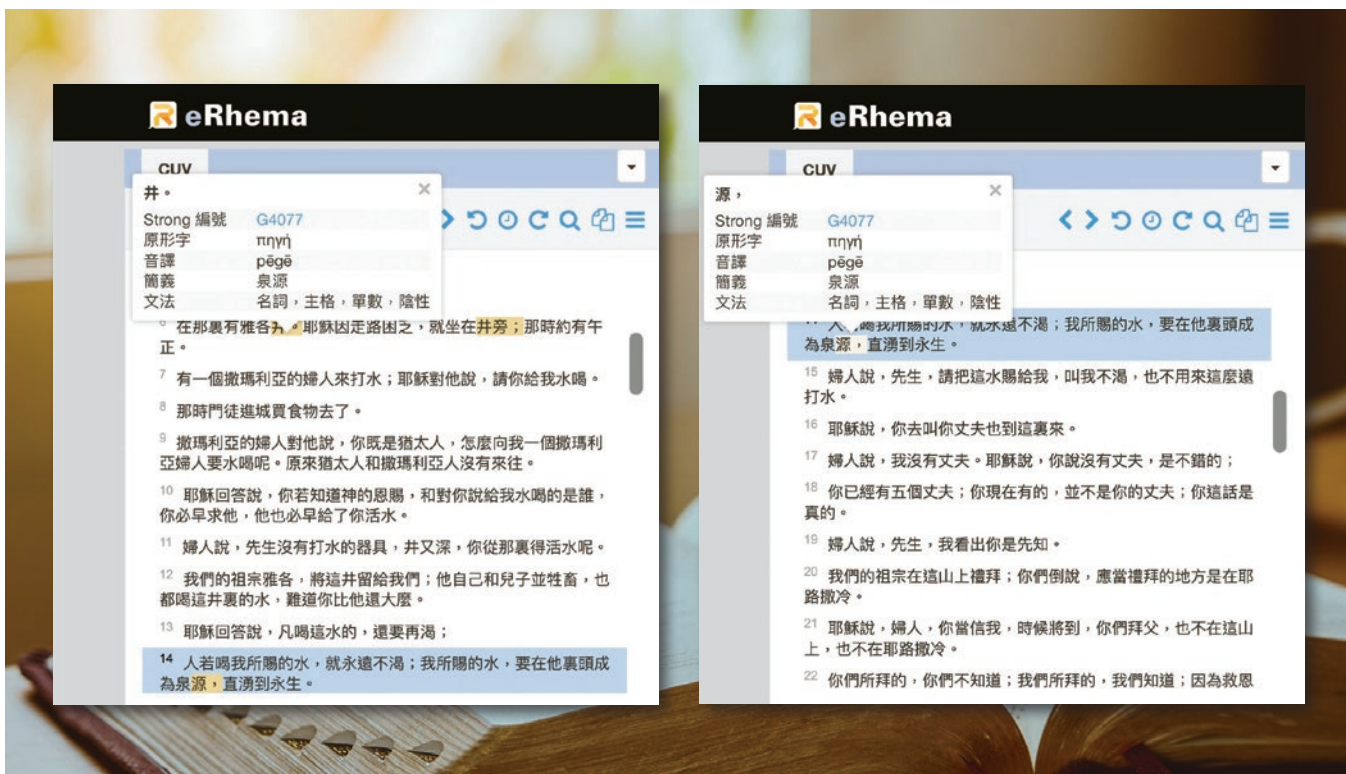 eRhema
CUV
井。
Strong 編號 G4077
原形字 πηγή
音譯 pēgē
簡義 泉源
文法 名詞，主格，單數，陰性
6 在那裏有雅各井。耶穌因走路困乏，就坐在井旁；那時約有午
正。
7 有一個撒瑪利亞的婦人來打水；耶穌對他說，請你給我水喝。
8 那時門徒進城買食物去了。
9 撒瑪利亞的婦人對他說，你既是猶太人，怎麼向我一個撒瑪利
亞婦人要水喝呢。原來猶太人和撒瑪利亞人沒有來往。
10 耶穌回答說，你若知道神的恩賜，和對你說給我水喝的是誰，
你必早求他，他也必早給了你活水。
11 婦人說，先生沒有打水的器具，井又深，你從那裏得活水呢。
12 我們的祖宗雅各，將這井留給我們；他自己和兒子並牲畜，也
都喝這井裏的水，難道你比他還大麼。
13 耶穌回答說，凡喝這水的，還要再渴；
14 人若喝我所賜的水，就永遠不渴；我所賜的水，要在他裏頭成
為泉源，直湧到永生。
eRhema
CUV
源，
Strong 編號 G4077
原形字 πηγή
音譯 pēgē
簡義 泉源
文法 名詞，主格，單數，陰性
人 喝我所賜的水，就永遠不渴；我所賜的水，要在他裏頭成
為泉源，直湧到永生。
15 婦人說，先生，請把這水賜給我，叫我不渴，也不用來這麼遠
打水。
16 耶穌說，你去叫你丈夫也到這裏來。
17 婦人說，我沒有丈夫。耶穌說，你說沒有丈夫，是不錯的；
18 你已經有五個丈夫；你現在有的，並不是你的丈夫；你這話是
真的。
19 婦人說，先生，我看出你是先知。
20 我們的祖宗在這山上禮拜；你們倒說，應當禮拜的地方是在耶
路撒冷。
21 耶穌說，婦人，你當信我，時候將到，你們拜父，也不在這山
上，也不在耶路撒冷。
22 你們所拜的，你們不知道；我們所拜的，我們知道；因為救恩